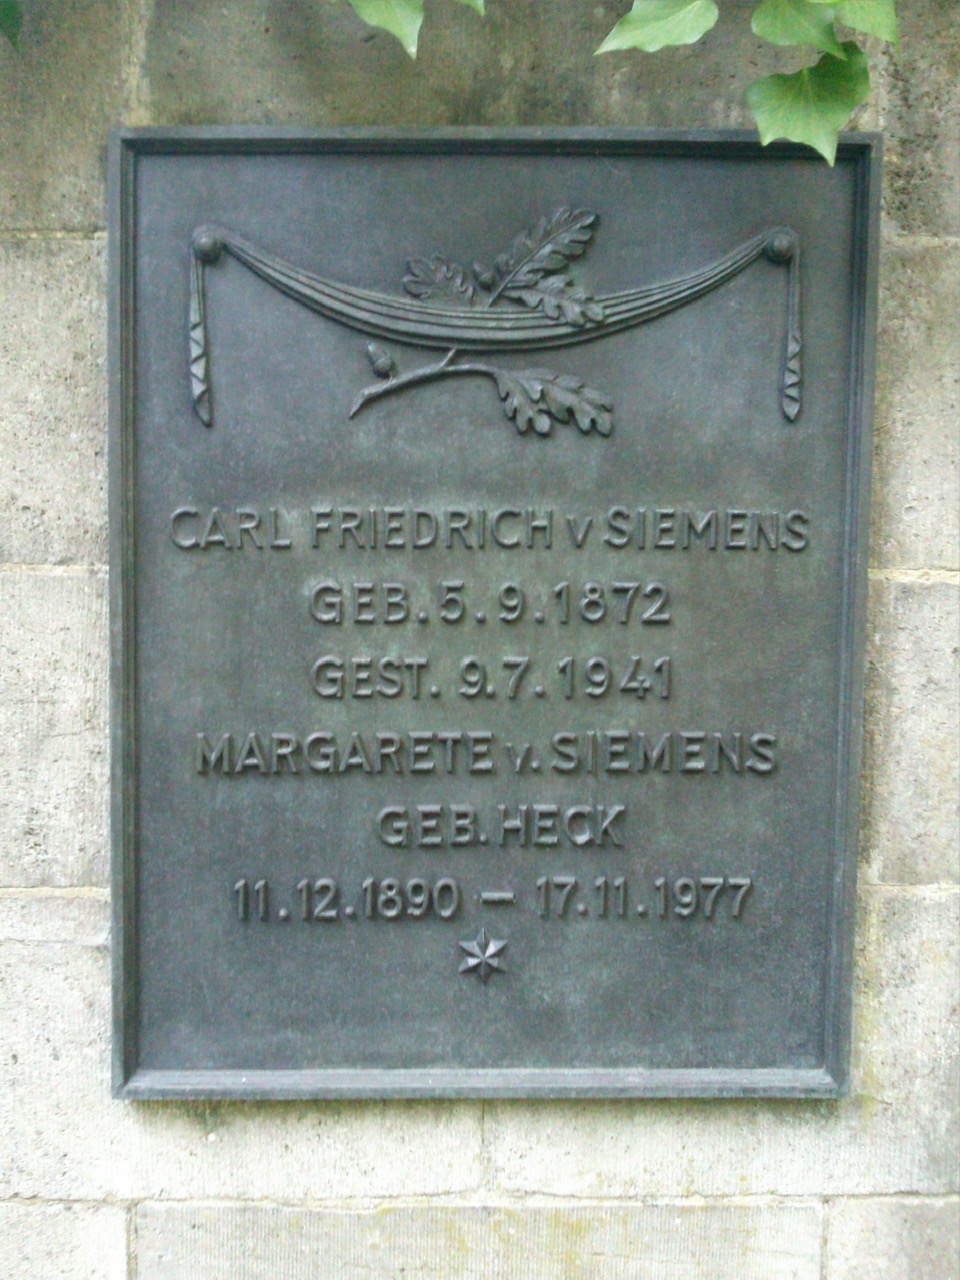 CARL FRIEDRICH v SIEMENS
GEB. 5. 9. 1872
GEST. 9.7. 1941
MARGARETE v. SIEMENS
GEB. HECK
11.12.1890 – 17.11.1977